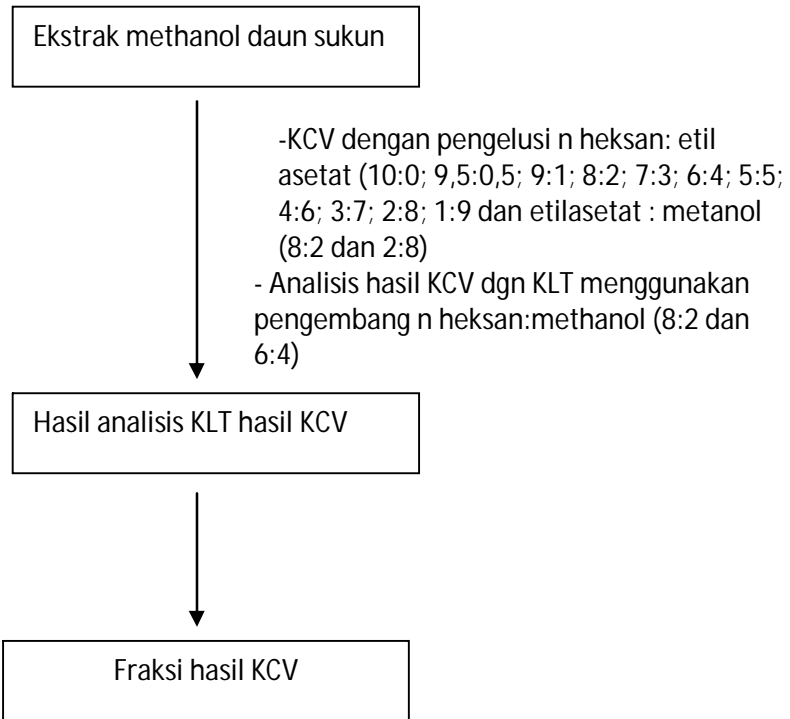 Ekstrak methanol daun sukun
-KCV dengan pengelusi n heksan: etil
asetat (10:0; 9,5:0,5; 9:1; 8:2; 7:3; 6:4; 5:5;
4:6; 3:7; 2:8; 1:9 dan etilasetat : metanol
(8:2 dan 2:8)
- Analisis hasil KCV dgn KLT menggunakan
pengembang n heksan:methanol (8:2 dan
6:4)
Hasil analisis KLT hasil KCV
Fraksi hasil KCV